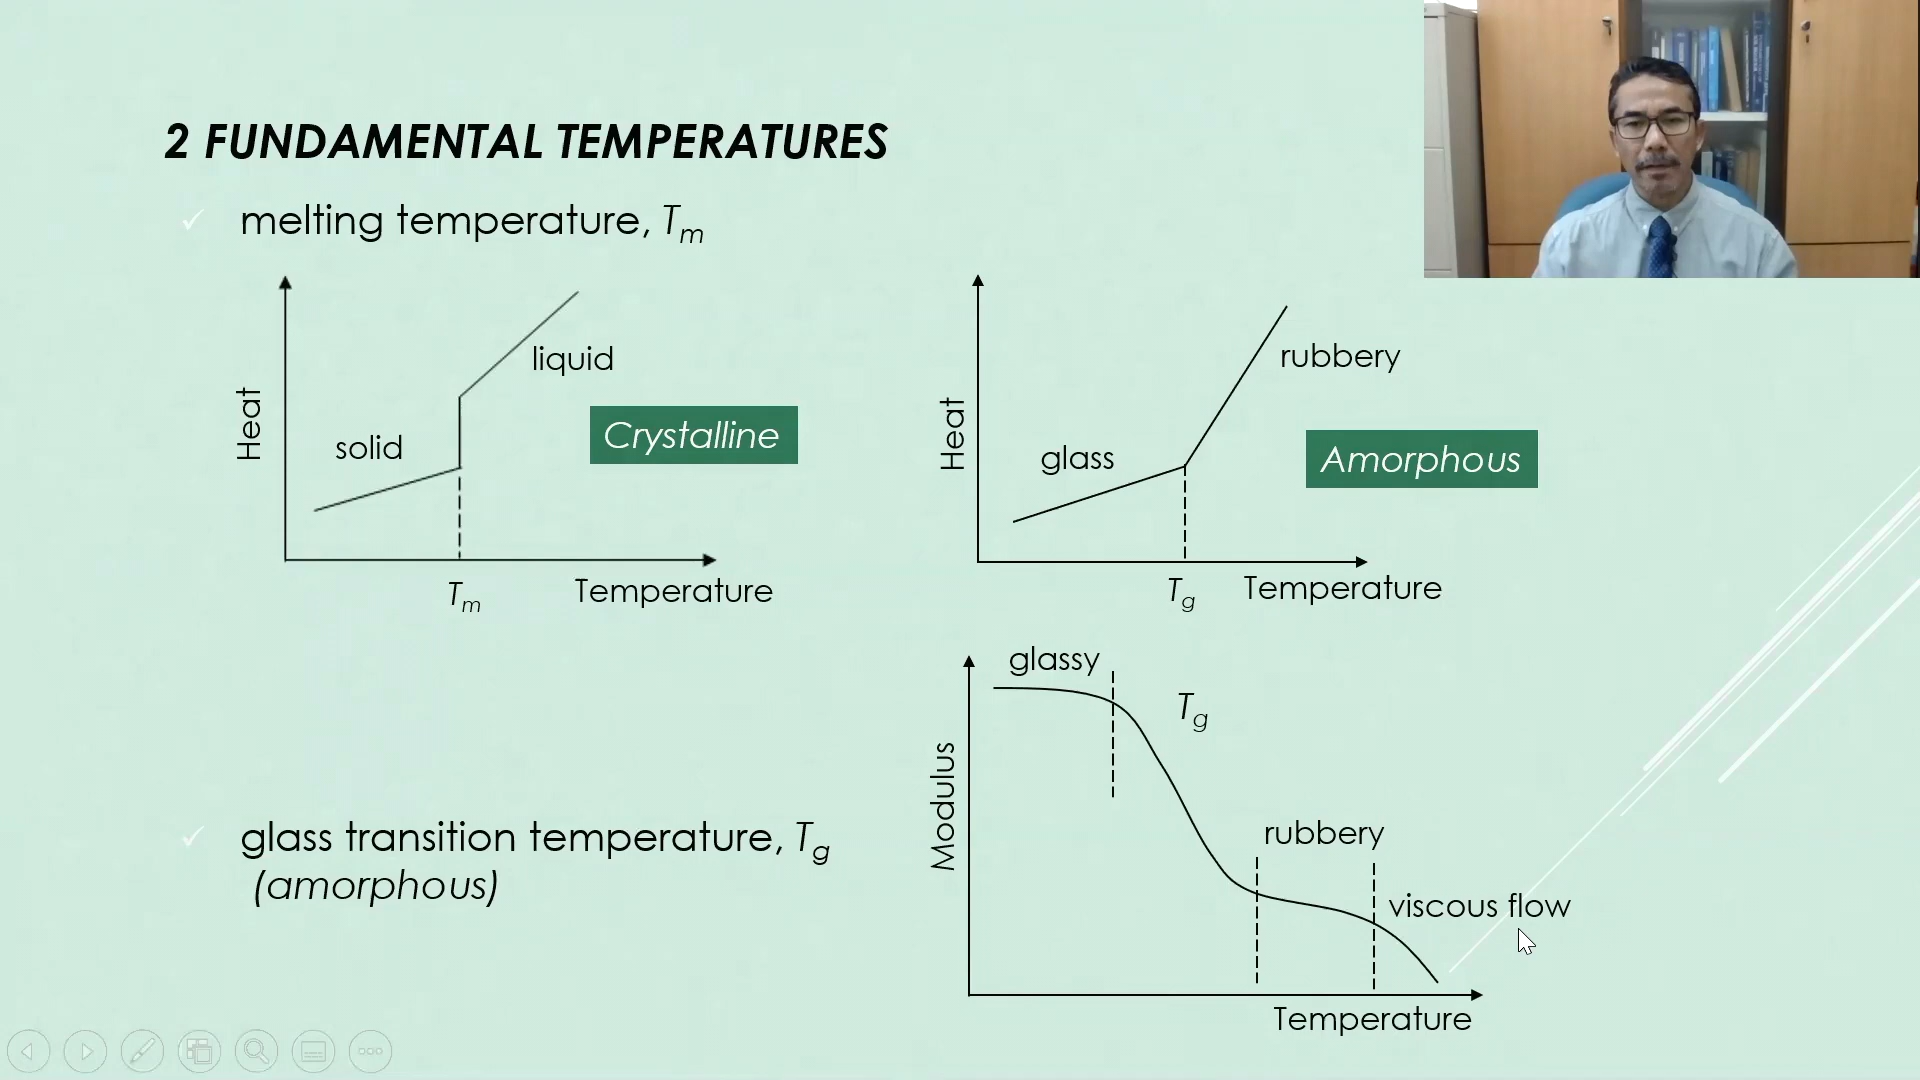 2 FUNDAMENTAL TEMPERATURES
melting temperature, Tm
Heat
solid
liquid
Crystalline
Tm
Temperature
Heat
glass
rubbery
Amorphous
Tg
Temperature
glass transition temperature, Tg
(amorphous)
Modulus
glassy
Tg
rubbery
viscous flow
Temperature